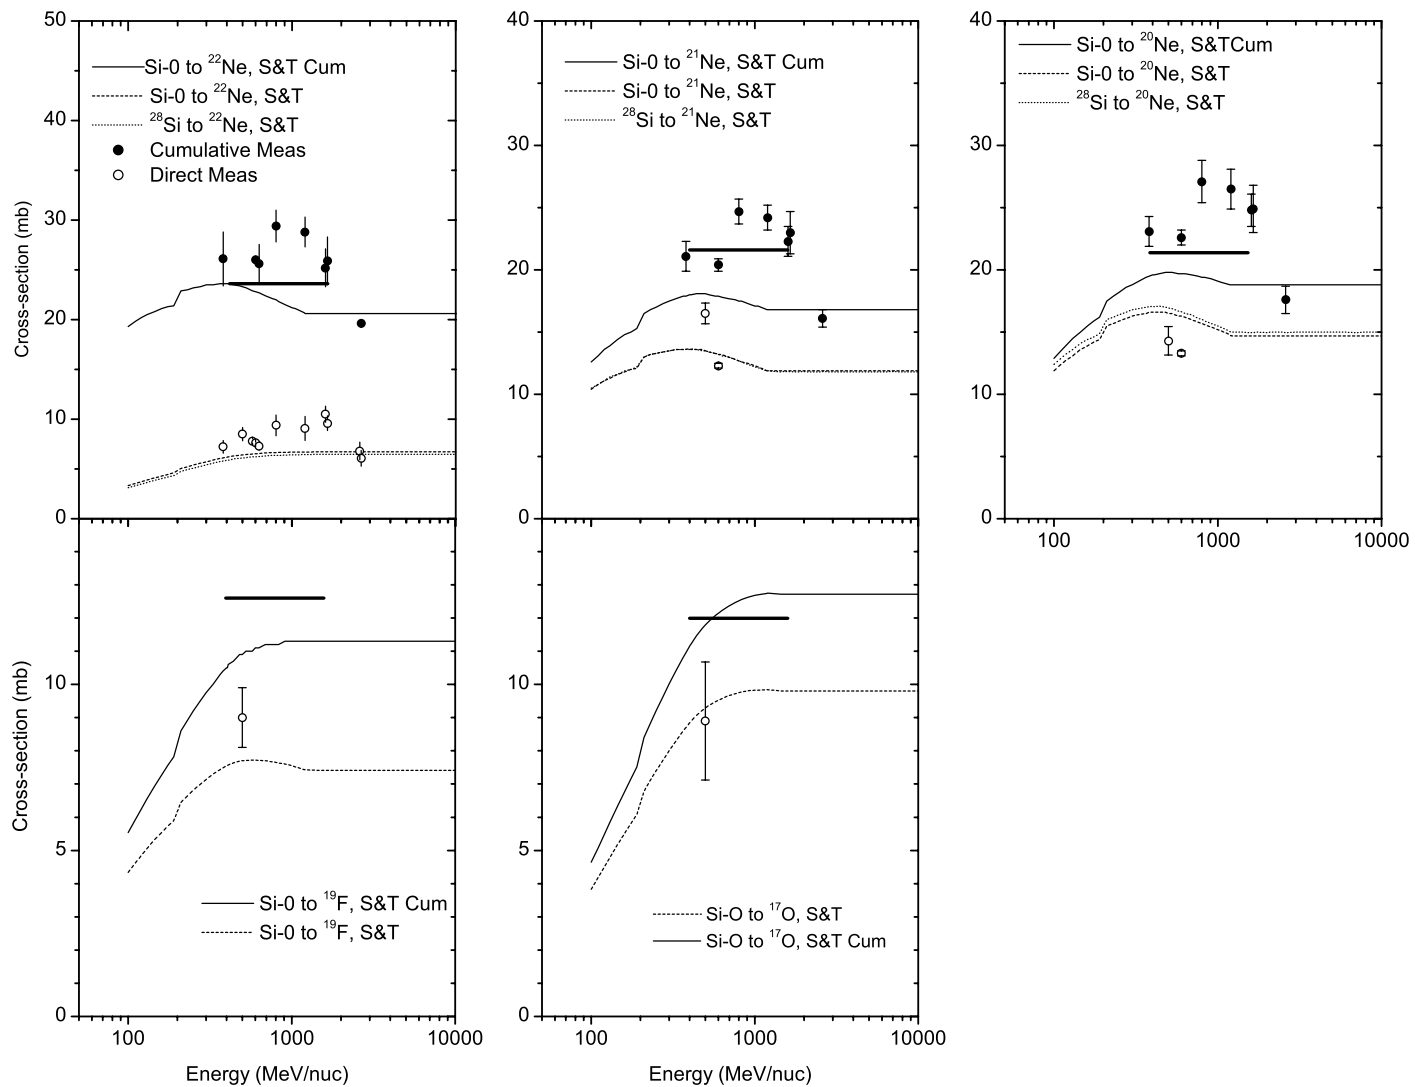 50
40
30
20
10
0
Cross-section (mb)
Si-0 to 22Ne, S&T Cum
Si-0 to 22Ne, S&T
28Si to 22Ne, S&T
Cumulative Meas
Direct Meas
40
30
20
10
0
Si-0 to 21Ne, S&T Cum
Si-0 to 21Ne, S&T
28Si to 21Ne, S&T
40
30
20
10
0
Si-0 to 20Ne, S&TCum
Si-0 to 20Ne, S&T
28Si to 20Ne, S&T
100 1000 10000
10
5
0
Cross-section (mb)
Si-0 to 19F, S&T Cum
Si-0 to 19F, S&T
100 1000 10000
Energy (MeV/nuc)
10
5
0
Si-O to 17O, S&T
Si-O to 17O, S&T Cum
100 1000 10000
Energy (MeV/nuc)